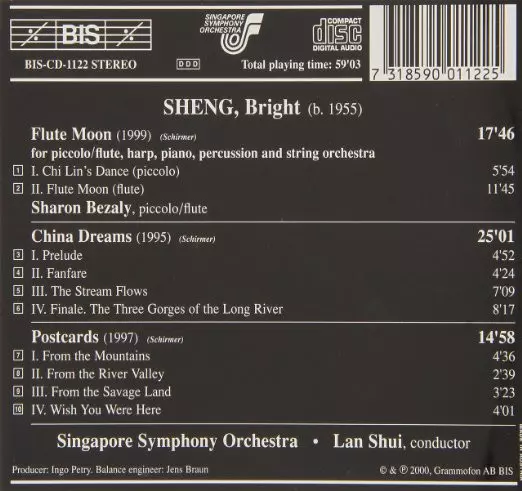 BIS
SINGAPORE
SYMPHONY
ORCHESTRA
COMPACT
disc
DIGITAL AUDIO
BIS-CD-1122 STEREO
DDD
Total playing time: 59'03
7 318590 011225
SHENG, Bright (b. 1955)
Flute Moon (1999) (Schirmer) 17'46
for piccolo/flute, harp, piano, percussion and string orchestra
1 I. Chi Lin's Dance (piccolo) 5'54
2 II. Flute Moon (flute) 11'45
Sharon Bezaly, piccolo/flute
China Dreams (1995) (Schirmer) 25'01
3 I. Prelude 4'52
4 II. Fanfare 4'24
5 III. The Stream Flows 7'09
6 IV. Finale. The Three Gorges of the Long River 8'17
Postcards (1997) (Schirmer) 14'58
7 I. From the Mountains 4'36
8 II. From the River Valley 2'39
9 III. From the Savage Land 3'23
10 IV. Wish You Were Here 4'01
Singapore Symphony Orchestra • Lan Shui, conductor
Producer: Ingo Petry. Balance engineer: Jens Braun
© & ℗ 2000, Grammofon AB BIS